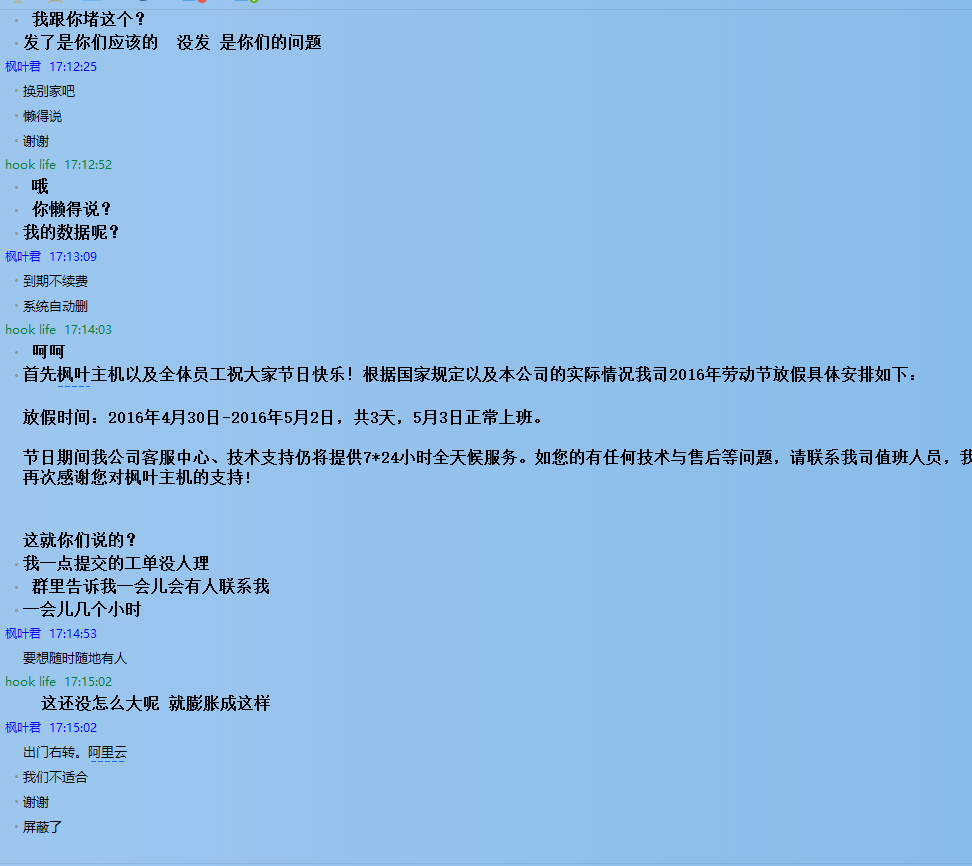 我跟你堵这个？
发了是你们应该的 没发 是你们的问题
枫叶君 17:12:25
换别家吧
懒得说
谢谢
hook life 17:12:52
哦
你懒得说？
我的数据呢？
枫叶君 17:13:09
到期不续费
系统自动删
hook life 17:14:03
呵呵
首先枫叶主机以及全体员工祝大家节日快乐！根据国家规定以及本公司的实际情况我司2016年劳动节放假具体安排如下：
放假时间：2016年4月30日-2016年5月2日，共3天，5月3日正常上班。
节日期间我公司客服中心、技术支持仍将提供7*24小时全天候服务。如您的有任何技术与售后等问题，请联系我司值班人员，我
再次感谢您对枫叶主机的支持！
这就你们说的？
我一点提交的工单没人理
群里告诉我一会儿会有人联系我
一会儿几个小时
枫叶君 17:14:53
要想随时随地有人
hook life 17:15:02
这还没怎么大呢 就膨胀成这样
枫叶君 17:15:02
出门右转。阿里云
我们不适合
谢谢
屏蔽了